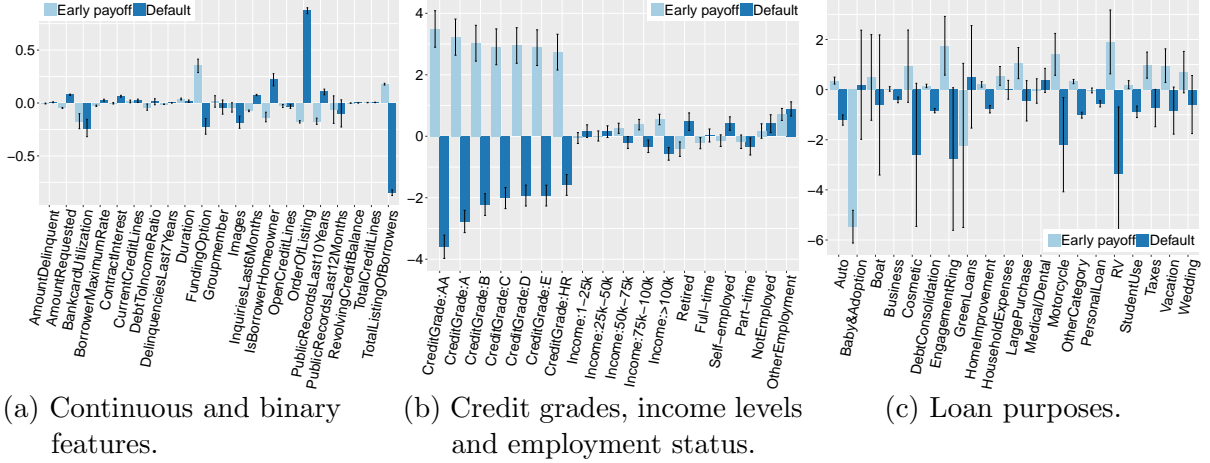 Early payoff Default
0.5
0.0
−0.5
AmountDelinquent
AmountRequested
BankcardUtilization
BorrowerMaximumRate
ContractInterest
CurrentCreditLines
DebtToIncomeRatio
DelinquenciesLast7Years
Duration
FundingOption
Groupmember
Images
InquiriesLast6Months
IsBorrowerHomeowner
OpenCreditLines
OrderOfListing
PublicRecordsLast10Years
PublicRecordsLast12Months
RevolvingCreditBalance
TotalCreditLines
TotalListingOfBorrowers
(a) Continuous and binary
features.
4
2
0
−2
−4
Early payoff Default
CreditGrade:AA
CreditGrade:A
CreditGrade:B
CreditGrade:C
CreditGrade:D
CreditGrade:E
CreditGrade:HR
Income:1−25k
Income:25k−50k
Income:50k−75k
Income:75k−100k
Income:>100k
Retired
Full−time
Self−employed
Part−time
NotEmployed
OtherEmployment
(b) Credit grades, income levels
and employment status.
2
0
−2
−4
−6
Early payoff Default
Auto
Baby&Adoption
Boat
Business
Cosmetic
DebtConsolidation
EngagementRing
GreenLoans
HomeImprovement
HouseholdExpenses
LargePurchase
Medical/Dental
Motorcycle
OtherCategory
PersonalLoan
RV
StudentUse
Taxes
Vacation
Wedding
(c) Loan purposes.